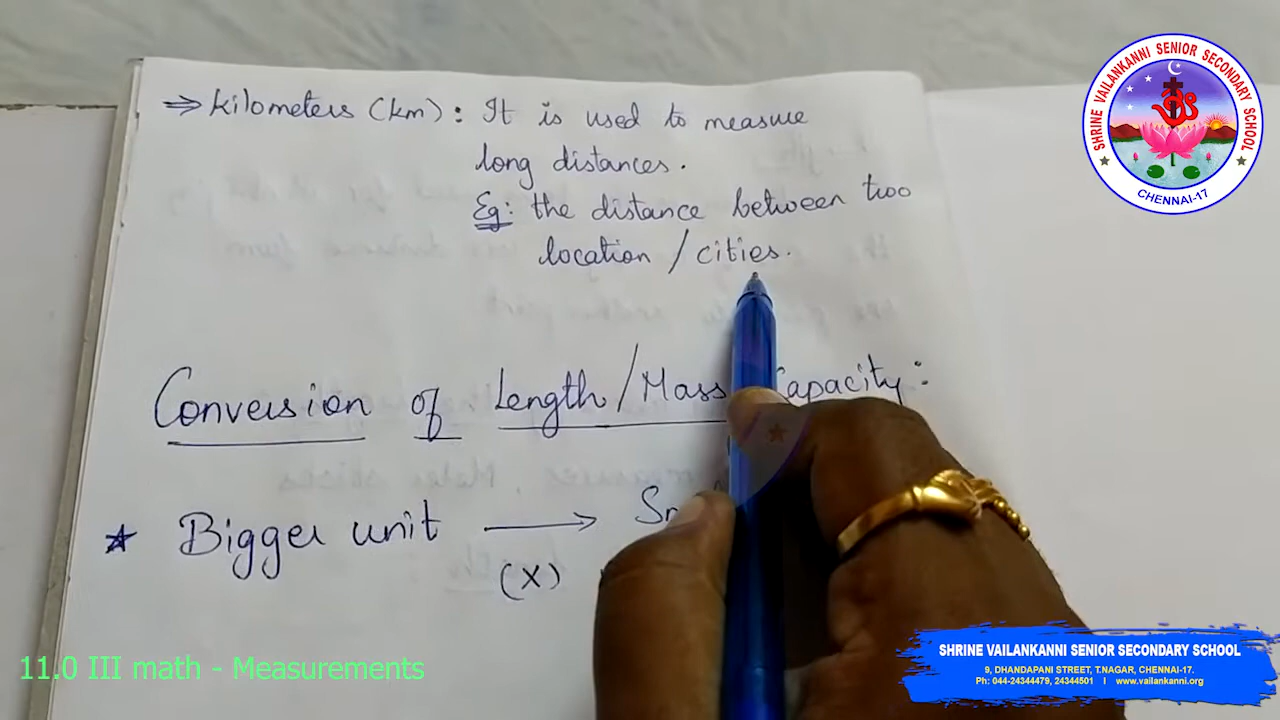 ⇒ Kilometers (km) : It is used to measure
long distances.
Eg: the distance between two
location / cities.
Conversion of Length / Mass Capacity :
★ Bigger unit →
(X)
11.0 III math - Measurements
SHRINE VAILANKANNI SENIOR SECONDARY SCHOOL
CHENNAI-17
SHRINE VAILANKANNI SENIOR SECONDARY SCHOOL
9, DHANDAPANI STREET, T.NAGAR, CHENNAI-17.
Ph: 044-24344479, 24344501 I www.vailankanni.org